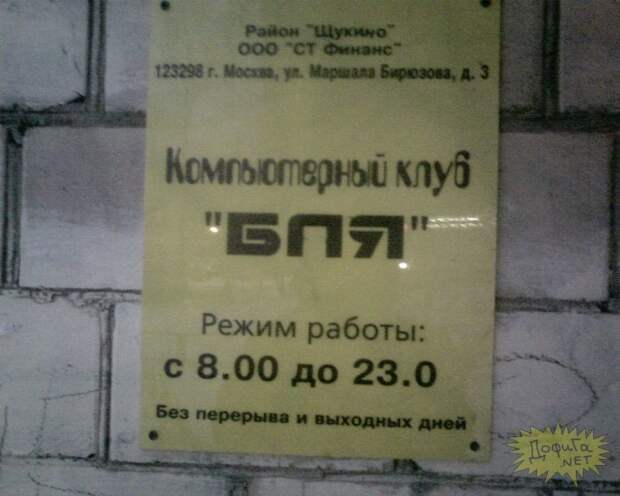 Район "Щукино"
ООО "СТ Финанс"
123298 г. Москва, ул. Маршала Бирюзова, д. 3
Компьютерный клуб
"БПЯ"
Режим работы:
с 8.00 до 23.0
Без перерыва и выходных дней
Дофига
.NET